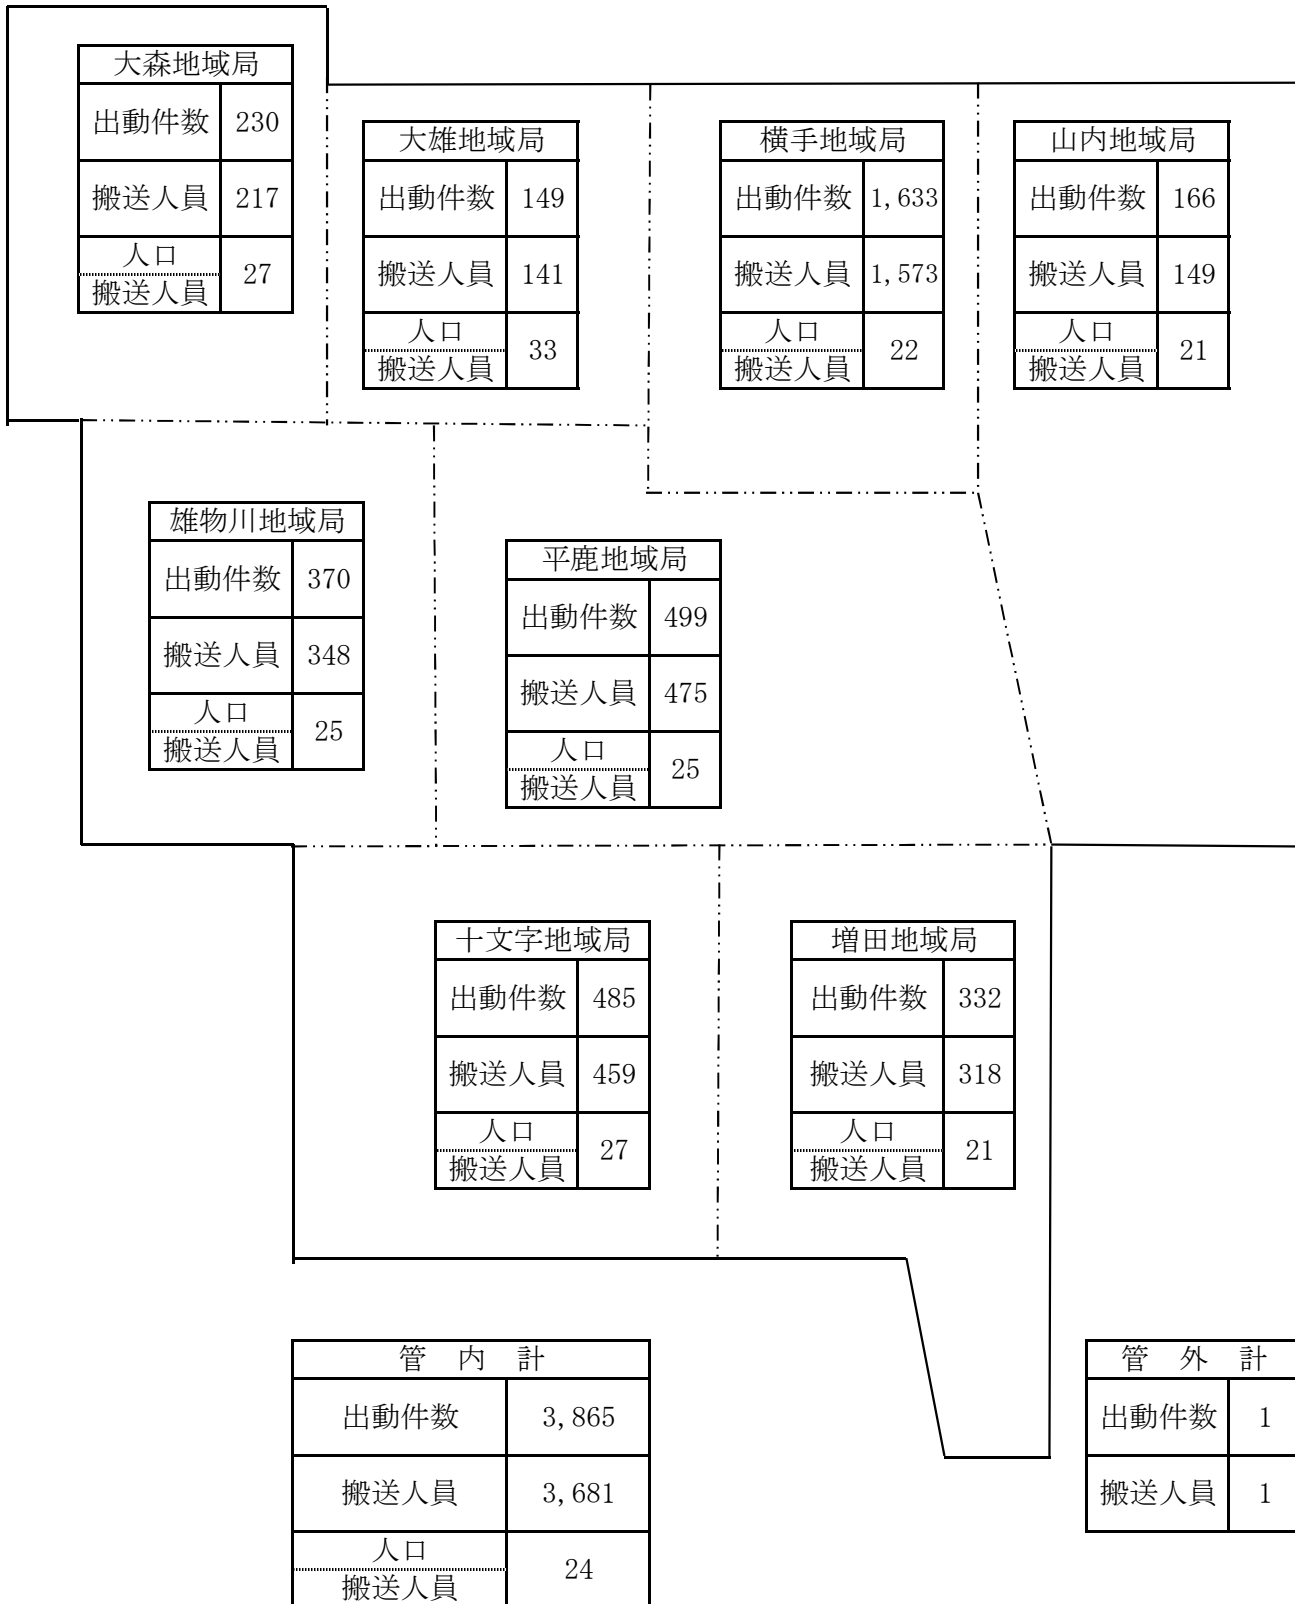 大森地域局
出動件数 230
搬送人員 217
人口
搬送人員 27
大雄地域局
出動件数 149
搬送人員 141
人口
搬送人員 33
横手地域局
出動件数 1,633
搬送人員 1,573
人口
搬送人員 22
山内地域局
出動件数 166
搬送人員 149
人口
搬送人員 21
雄物川地域局
出動件数 370
搬送人員 348
人口
搬送人員 25
平鹿地域局
出動件数 499
搬送人員 475
人口
搬送人員 25
十文字地域局
出動件数 485
搬送人員 459
人口
搬送人員 27
増田地域局
出動件数 332
搬送人員 318
人口
搬送人員 21
管 内 計
出動件数 3,865
搬送人員 3,681
人口
搬送人員 24
管 外 計
出動件数 1
搬送人員 1